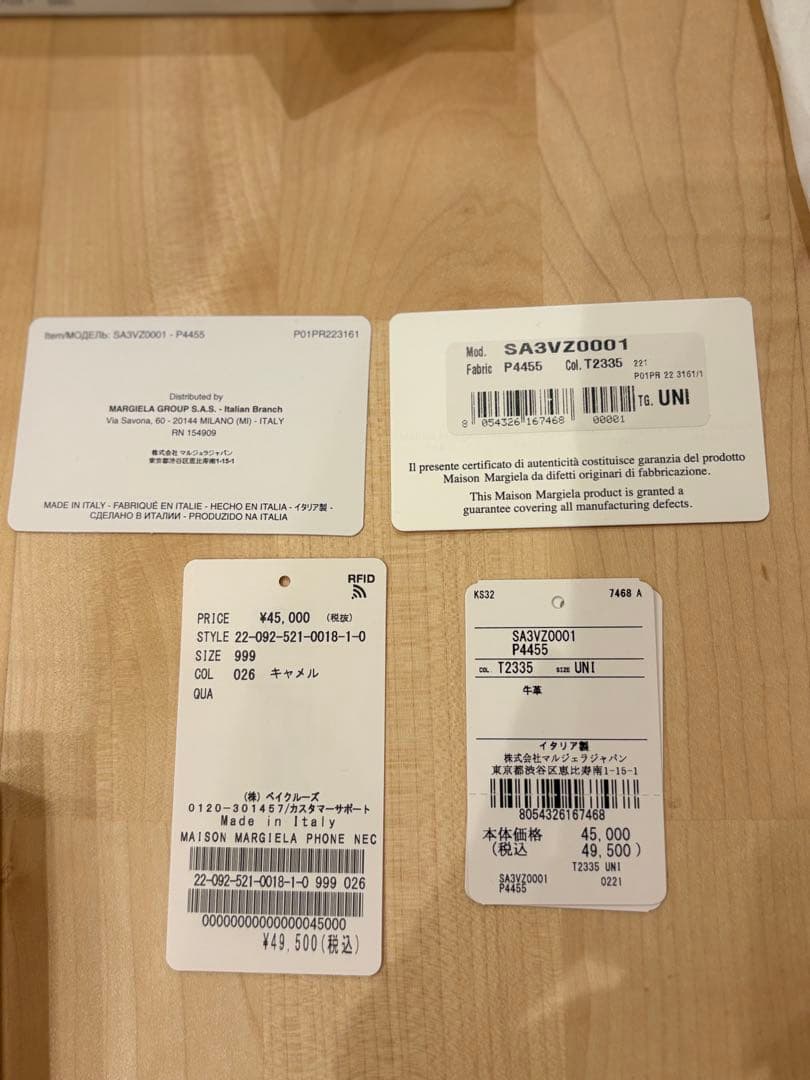 Item/МОДЕЛЬ: SA3VZ0001 - P4455 P01PR223161
Distributed by
MARGIELA GROUP S.A.S. - Italian Branch
Via Savona, 60 - 20144 MILANO (MI) - ITALY
RN 154909
株式会社 マルジェラジャパン
東京都渋谷区恵比寿南1-15-1
MADE IN ITALY - FABRIQUÉ EN ITALIE - HECHO EN ITALIA - イタリア製 -
СДЕЛАНО В ИТАЛИИ - PRODUZIDO NA ITALIA
Mod. SA3VZ0001
Fabric P4455 Col. T2335 221
P01PR 22 3161/1
TG. UNI
8 054326 167468 00001
Il presente certificato di autenticità costituisce garanzia del prodotto
Maison Margiela da difetti originari di fabbricazione.
This Maison Margiela product is granted a
guarantee covering all manufacturing defects.
RFID
PRICE ¥45,000 (税抜)
STYLE 22-092-521-0018-1-0
SIZE 999
COL 026 キャメル
QUA
(株) ベイクルーズ
0120-301457/カスタマーサポート
Made in Italy
MAISON MARGIELA PHONE NEC
22-092-521-0018-1-0 999 026
00000000000000045000
¥49,500(税込)
KS32 7468 A
SA3VZ0001
P4455
COL. T2335 SIZE UNI
牛革
イタリア製
株式会社マルジェラジャパン
東京都渋谷区恵比寿南1-15-1
8054326167468
本体価格 45,000
(税込 49,500)
T2335 UNI
SA3VZ0001
P4455 0221